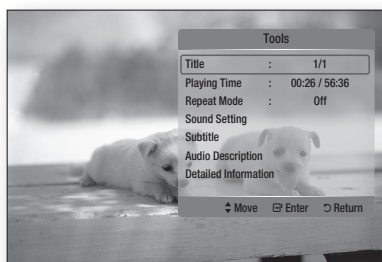 Tools
Title : 1/1
Playing Time : 00:26 / 56:36
Repeat Mode : Off
Sound Setting
Subtitle
Audio Description
Detailed Information
Move Enter Return